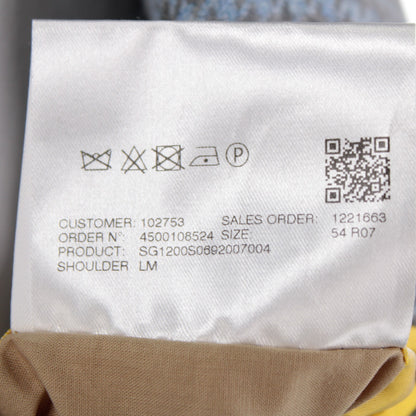 P
CUSTOMER: 102753 SALES ORDER: 1221663
ORDER N°: 4500108524 SIZE: 54 R07
PRODUCT: SG1200S0692007004
SHOULDER LM